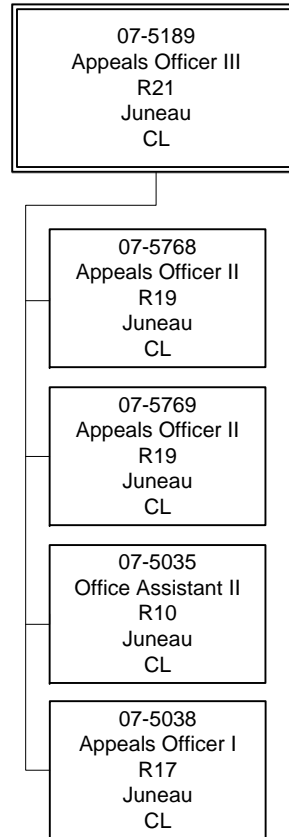 07-5189
Appeals Officer III
R21
Juneau
CL
07-5768
Appeals Officer II
R19
Juneau
CL
07-5769
Appeals Officer II
R19
Juneau
CL
07-5035
Office Assistant II
R10
Juneau
CL
07-5038
Appeals Officer I
R17
Juneau
CL